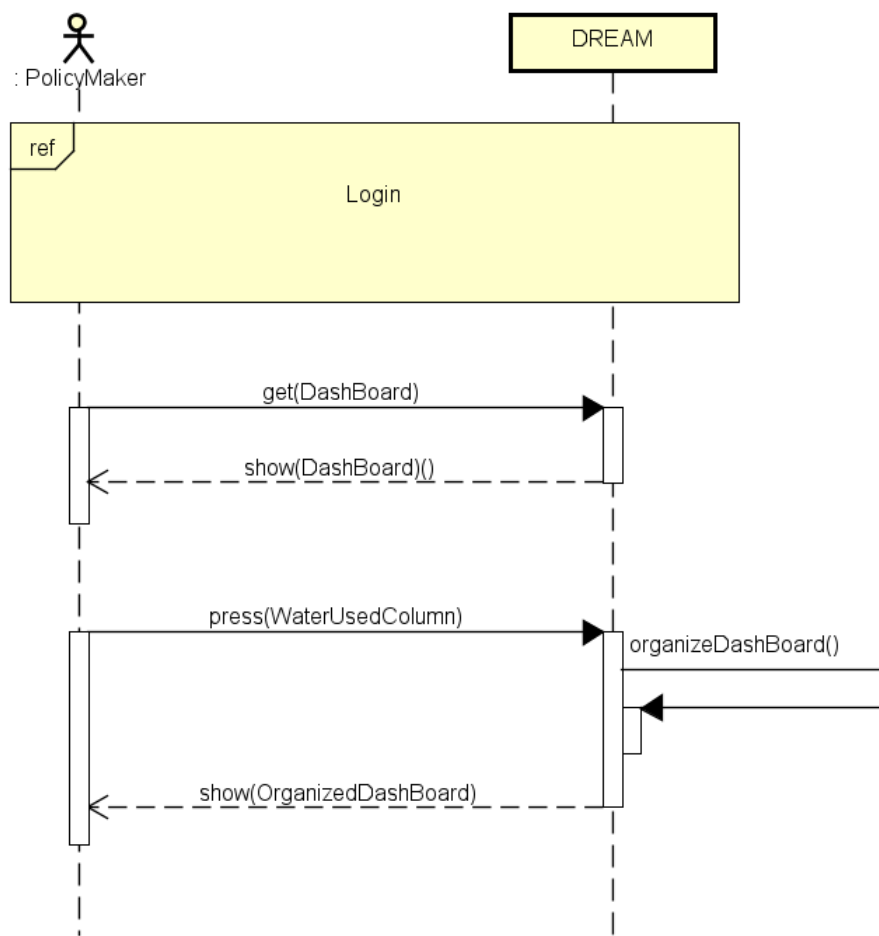 DREAM
: PolicyMaker
ref
Login
get(DashBoard)
show(DashBoard)()
press(WaterUsedColumn)
organizeDashBoard()
show(OrganizedDashBoard)